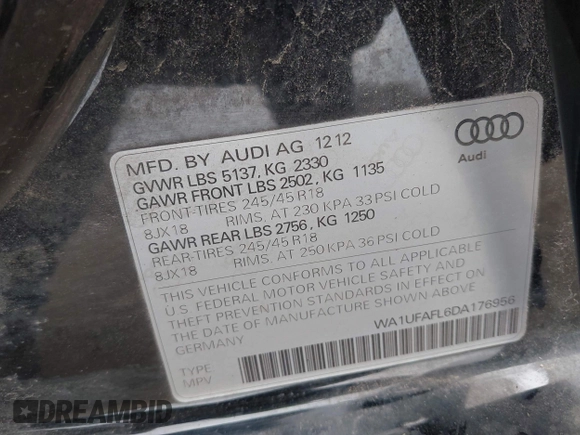 MFD. BY AUDI AG 1212
GVWR LBS 5137, KG 2330
GAWR FRONT LBS 2502, KG 1135
FRONT-TIRES 245/45 R18
8JX18 RIMS, AT 230 KPA 33 PSI COLD
GAWR REAR LBS 2756, KG 1250
REAR-TIRES 245/45 R18
8JX18 RIMS, AT 250 KPA 36 PSI COLD
THIS VEHICLE CONFORMS TO ALL APPLICABLE
U.S. FEDERAL MOTOR VEHICLE SAFETY AND
THEFT PREVENTION STANDARDS IN EFFECT ON
THE DATE OF MANUFACTURE SHOWN ABOVE
GERMANY
Audi
WA1UFAFL6DA176956
TYPE
MPV
DREAMBID